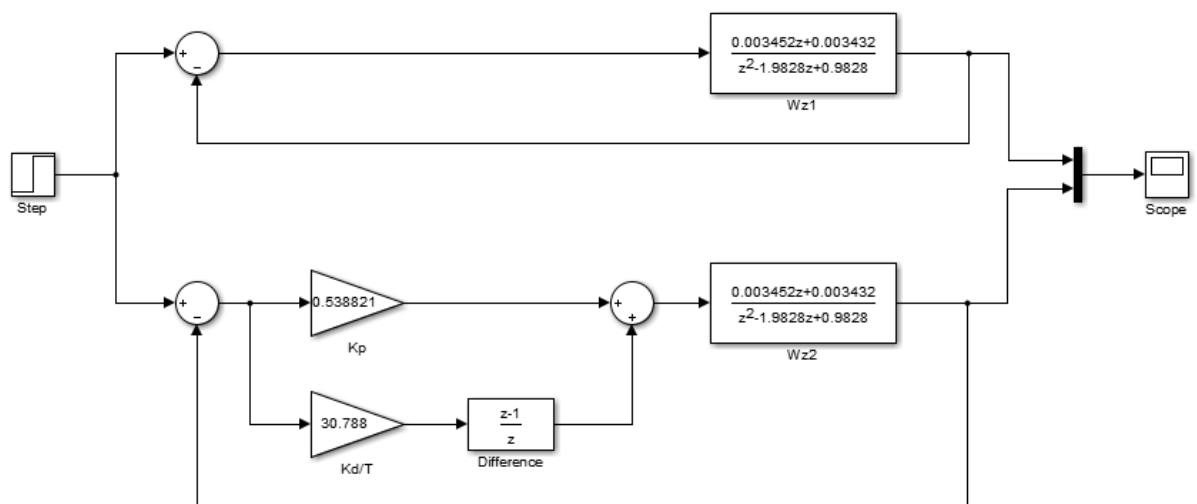 +
−
0.003452z+0.003432
z²-1.9828z+0.9828
Wz1
Step
Scope
+
−
0.538821
Kp
+
+
0.003452z+0.003432
z²-1.9828z+0.9828
Wz2
30.788
Kd/T
z-1
z
Difference